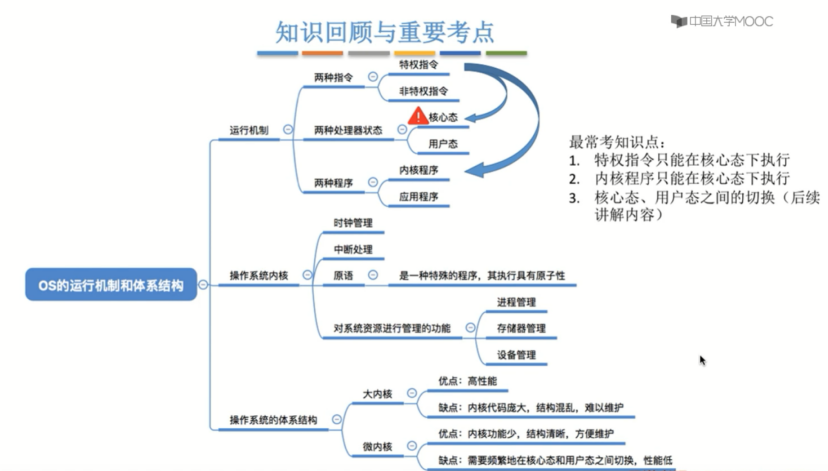 中国大学MOOC
知识回顾与重要考点
特权指令
两种指令
非特权指令
核心态
运行机制
两种处理器状态
用户态
内核程序
两种程序
应用程序
最常考知识点：
1. 特权指令只能在核心态下执行
2. 内核程序只能在核心态下执行
3. 核心态、用户态之间的切换（后续
讲解内容）
时钟管理
中断处理
操作系统内核
原语
是一种特殊的程序，其执行具有原子性
OS的运行机制和体系结构
进程管理
对系统资源进行管理的功能
存储器管理
设备管理
优点：高性能
大内核
缺点：内核代码庞大，结构混乱，难以维护
操作系统的体系结构
优点：内核功能少，结构清晰，方便维护
微内核
缺点：需要频繁地在核心态和用户态之间切换，性能低